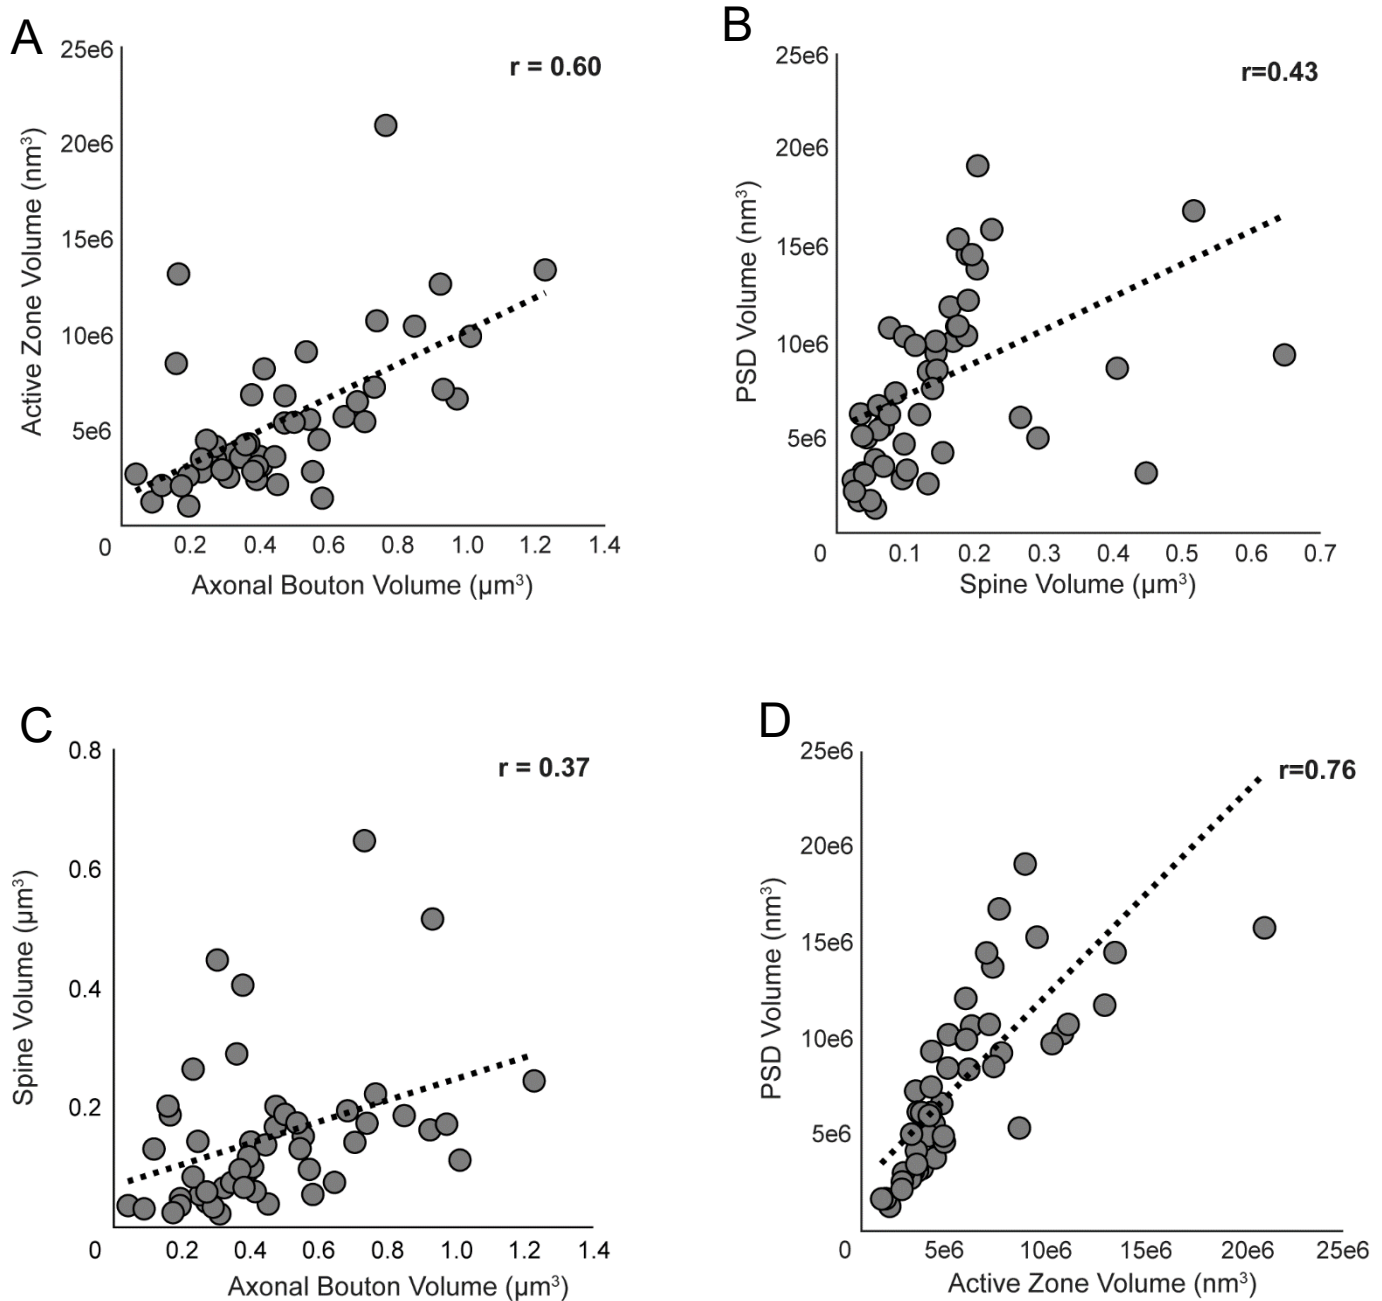 A
25e6
20e6
15e6
10e6
5e6
0
0.2
0.4
0.6
0.8
1.0
1.2
1.4
Active Zone Volume (nm³)
Axonal Bouton Volume (µm³)
r = 0.60
B
25e6
20e6
15e6
10e6
5e6
0
0.1
0.2
0.3
0.4
0.5
0.6
0.7
PSD Volume (nm³)
Spine Volume (µm³)
r=0.43
C
0.8
0.6
0.4
0.2
0
0.2
0.4
0.6
0.8
1.0
1.2
1.4
Spine Volume (µm³)
Axonal Bouton Volume (µm³)
r = 0.37
D
25e6
20e6
15e6
10e6
5e6
0
5e6
10e6
15e6
20e6
25e6
PSD Volume (nm³)
Active Zone Volume (nm³)
r=0.76